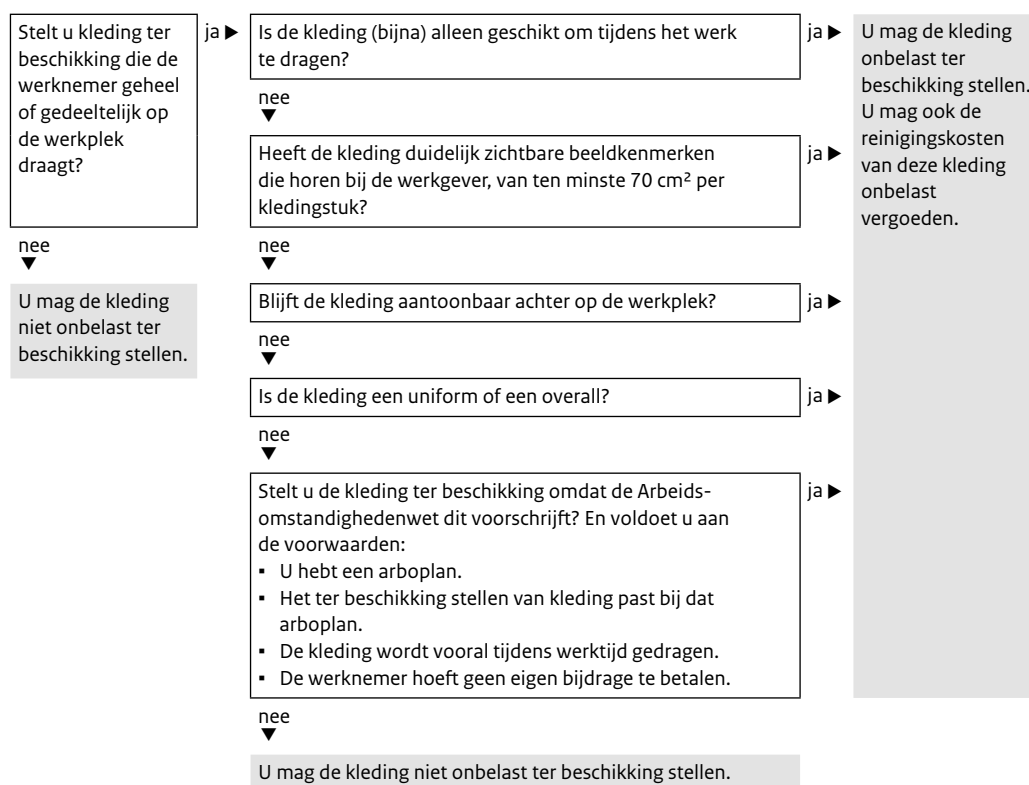 Stelt u kleding ter
beschikking die de
werknemer geheel
of gedeeltelijk op
de werkplek
draagt?
ja ▶
Is de kleding (bijna) alleen geschikt om tijdens het werk
te dragen?
ja ▶
U mag de kleding
onbelast ter
beschikking stellen.
U mag ook de
reinigingskosten
van deze kleding
onbelast
vergoeden.
nee
▼
Heeft de kleding duidelijk zichtbare beeldkenmerken
die horen bij de werkgever, van ten minste 70 cm² per
kledingstuk?
ja ▶
nee
▼
U mag de kleding
niet onbelast ter
beschikking stellen.
nee
▼
Blijft de kleding aantoonbaar achter op de werkplek?
ja ▶
nee
▼
Is de kleding een uniform of een overall?
ja ▶
nee
▼
Stelt u de kleding ter beschikking omdat de Arbeids-
omstandighedenwet dit voorschrijft? En voldoet u aan
de voorwaarden:
▪ U hebt een arboplan.
▪ Het ter beschikking stellen van kleding past bij dat
arboplan.
▪ De kleding wordt vooral tijdens werktijd gedragen.
▪ De werknemer hoeft geen eigen bijdrage te betalen.
ja ▶
nee
▼
U mag de kleding niet onbelast ter beschikking stellen.